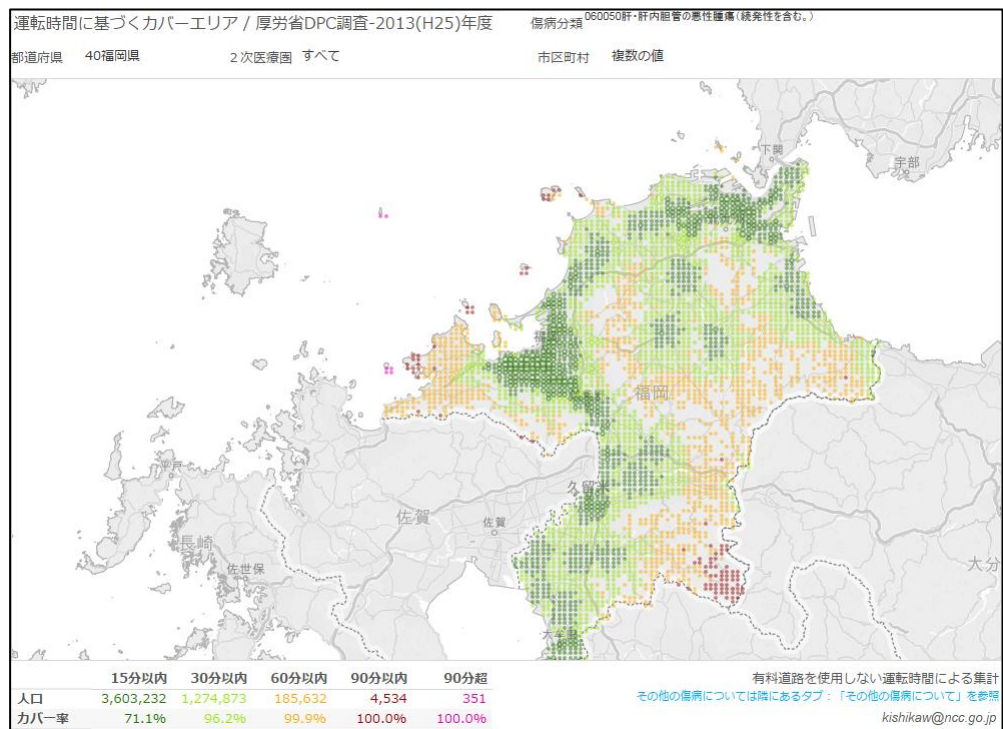 運転時間に基づくカバーエリア / 厚労省DPC調査-2013(H25)年度
傷病分類 060050肝・肝内胆管の悪性腫瘍（続発性を含む。）
都道府県 40福岡県 2次医療圏 すべて 市区町村 複数の値
下関
宇部
福岡
久留米
佐賀
佐賀
平戸
長崎
佐世保
大分
大牟田
15分以内 30分以内 60分以内 90分以内 90分超
人口 3,603,232 1,274,873 185,632 4,534 351
カバー率 71.1% 96.2% 99.9% 100.0% 100.0%
有料道路を使用しない運転時間による集計
その他の傷病については隣にあるタブ：「その他の傷病について」を参照
kishikaw@ncc.go.jp